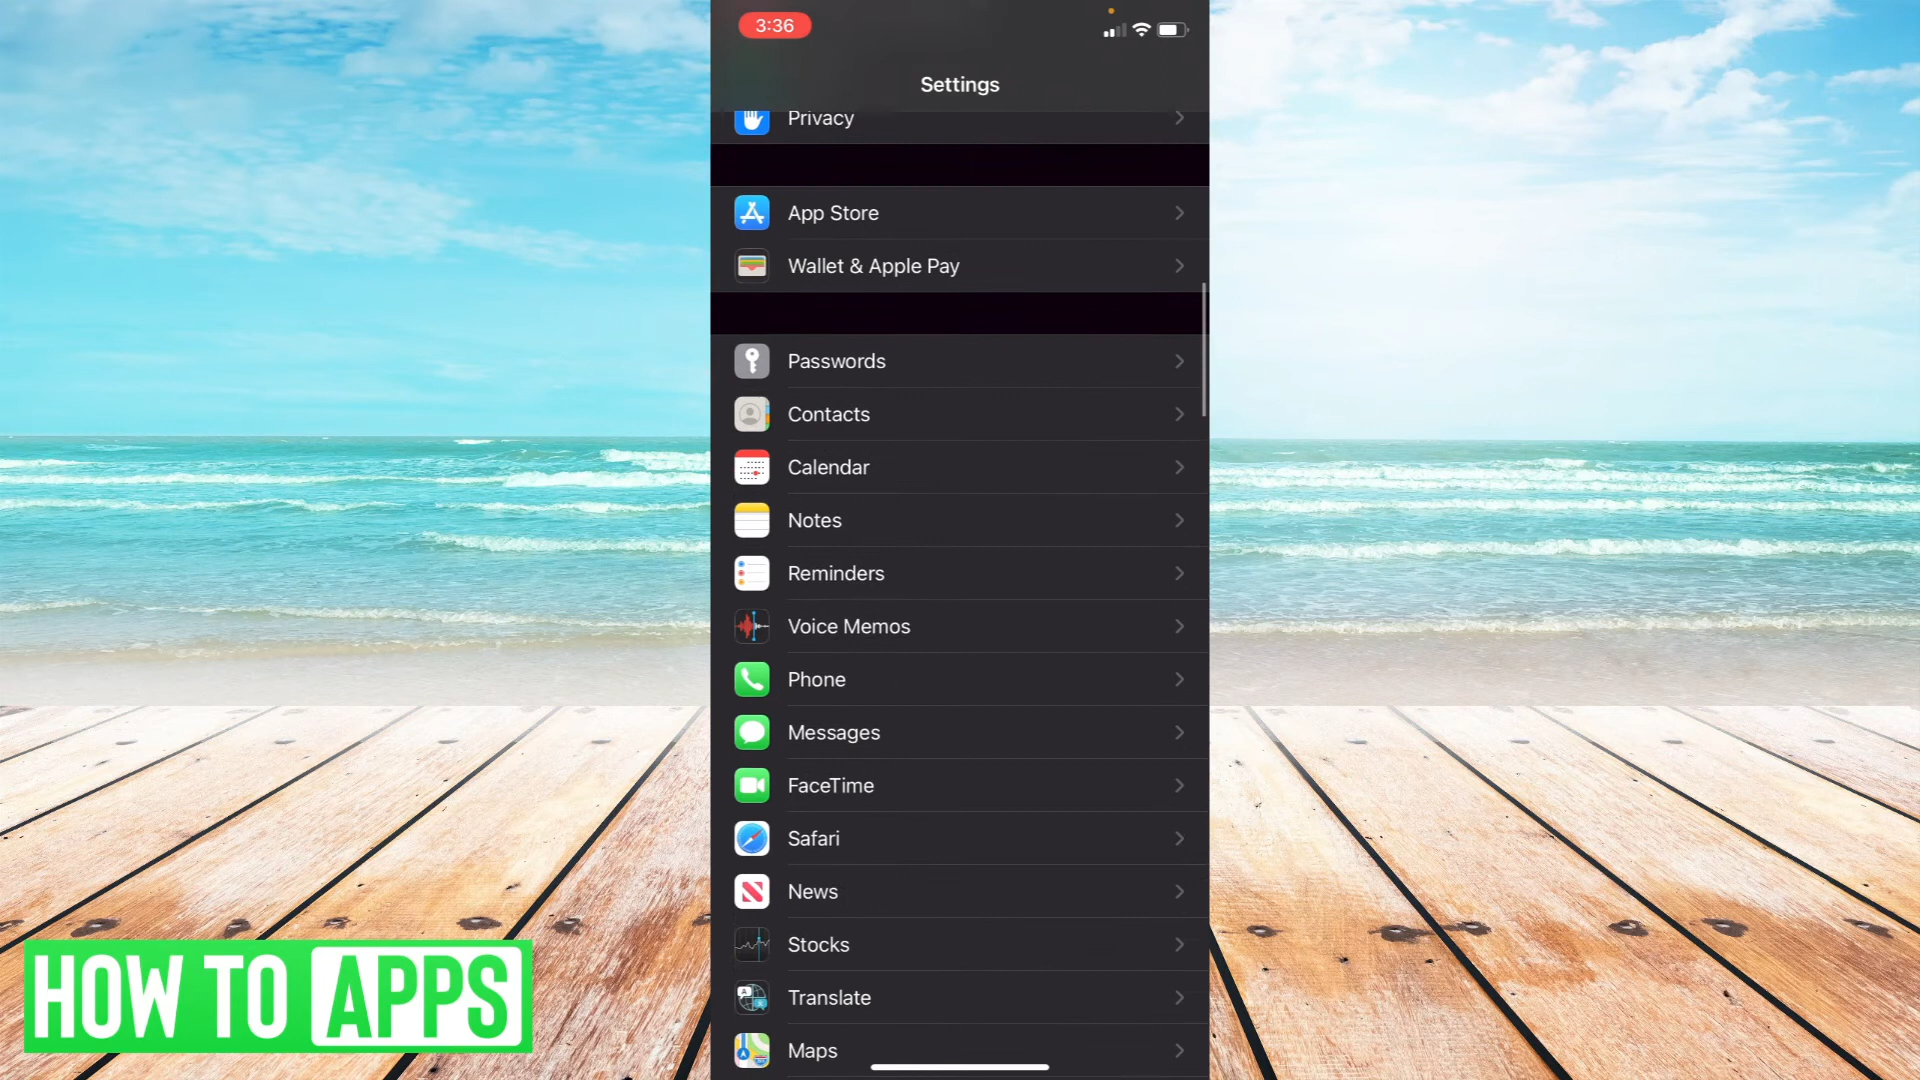 3:36
Settings
Privacy
App Store
Wallet & Apple Pay
Passwords
Contacts
Calendar
Notes
Reminders
Voice Memos
Phone
Messages
FaceTime
Safari
News
Stocks
Translate
Maps
HOW TO APPS